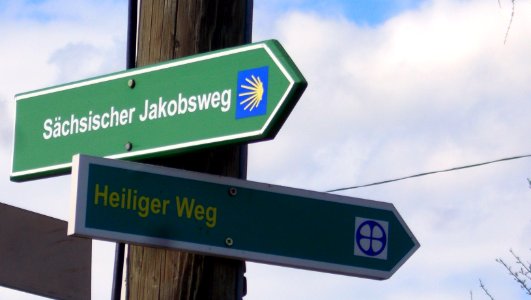 Sächsischer Jakobsweg
Heiliger Weg